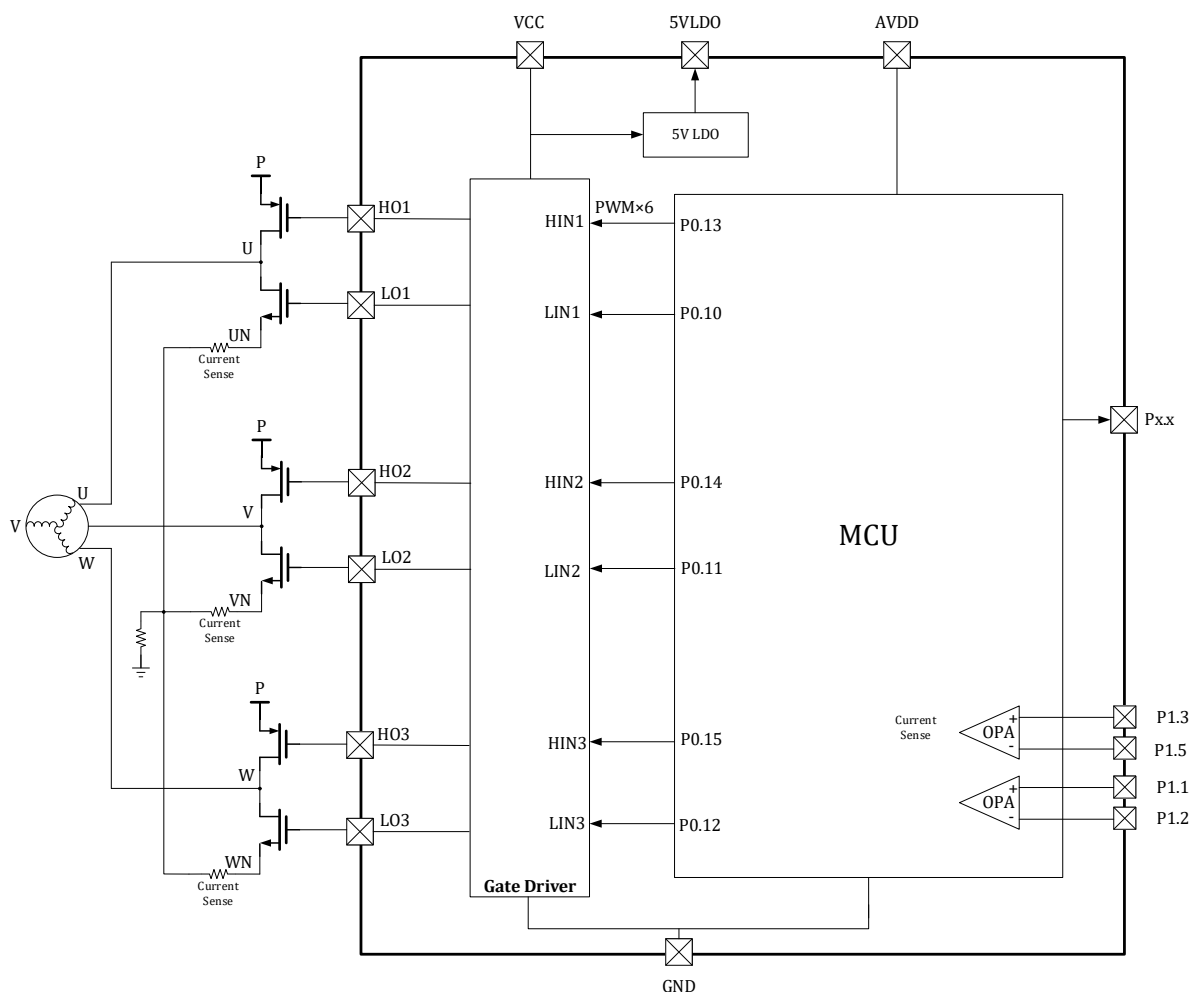 VCC
5VLDO
AVDD
5V LDO
P
HO1
HIN1
PWM×6
P0.13
U
LO1
LIN1
P0.10
UN
Current
Sense
Px.x
P
HO2
HIN2
P0.14
U
V
V
MCU
W
LO2
LIN2
P0.11
VN
Current
Sense
P
HO3
HIN3
P0.15
W
Current
Sense
OPA
+
-
P1.3
P1.5
OPA
+
-
P1.1
P1.2
LO3
LIN3
P0.12
WN
Current
Sense
Gate Driver
GND